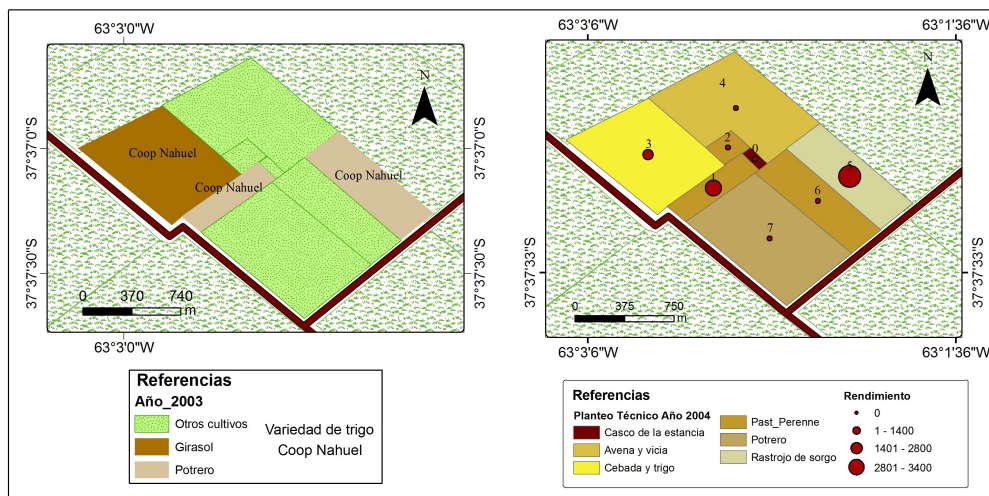 63°3'0"W
N
Coop Nahuel
Coop Nahuel
Coop Nahuel
37°37'0"S
37°37'0"S
37°37'30"S
37°37'30"S
0 370 740
m
63°3'0"W
Referencias
Año_2003
Otros cultivos
Girasol
Potrero
Variedad de trigo
Coop Nahuel
63°3'6"W
63°1'36"W
N
4
2
0
3
5
1
6
7
37°37'33"S
37°37'33"S
0 375 750
m
63°3'6"W
63°1'36"W
Referencias
Planteo Técnico Año 2004
Casco de la estancia
Avena y vicia
Cebada y trigo
Past_Perenne
Potrero
Rastrojo de sorgo
Rendimiento
0
1 - 1400
1401 - 2800
2801 - 3400